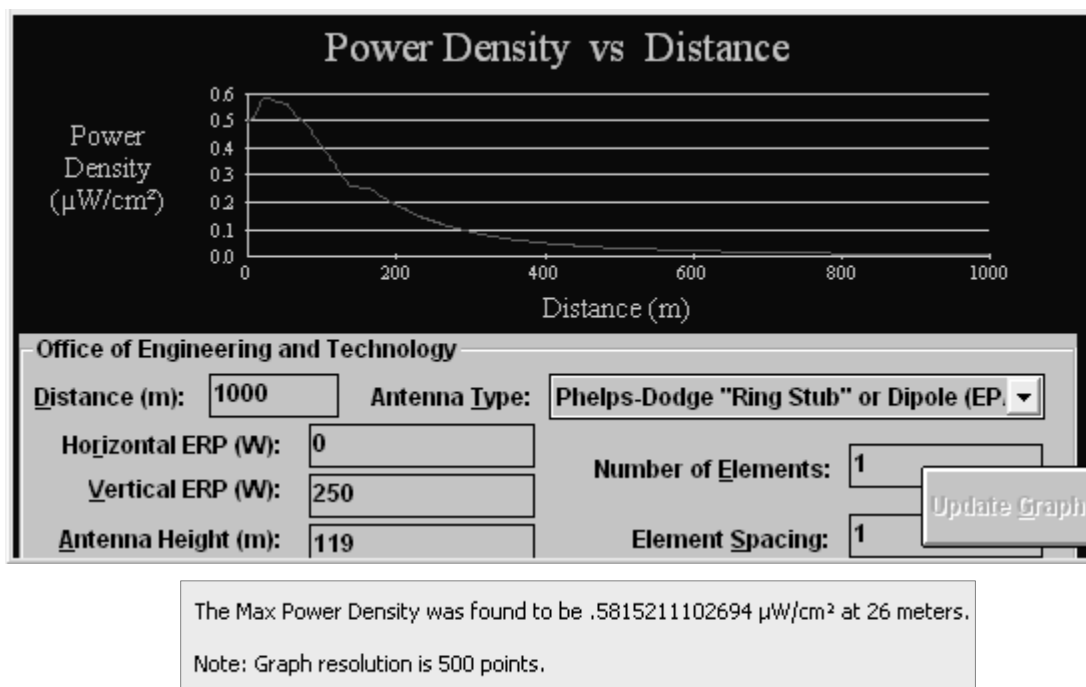 Power Density vs Distance
Power
Density
(µW/cm²)
0.6
0.5
0.4
0.3
0.2
0.1
0.0
0 200 400 600 800 1000
Distance (m)
Office of Engineering and Technology
Distance (m): 1000 Antenna Type: Phelps-Dodge "Ring Stub" or Dipole (EP.
Horizontal ERP (W): 0
Number of Elements: 1
Vertical ERP (W): 250
Update Graph
Antenna Height (m): 119 Element Spacing: 1
The Max Power Density was found to be .5815211102694 µW/cm² at 26 meters.
Note: Graph resolution is 500 points.